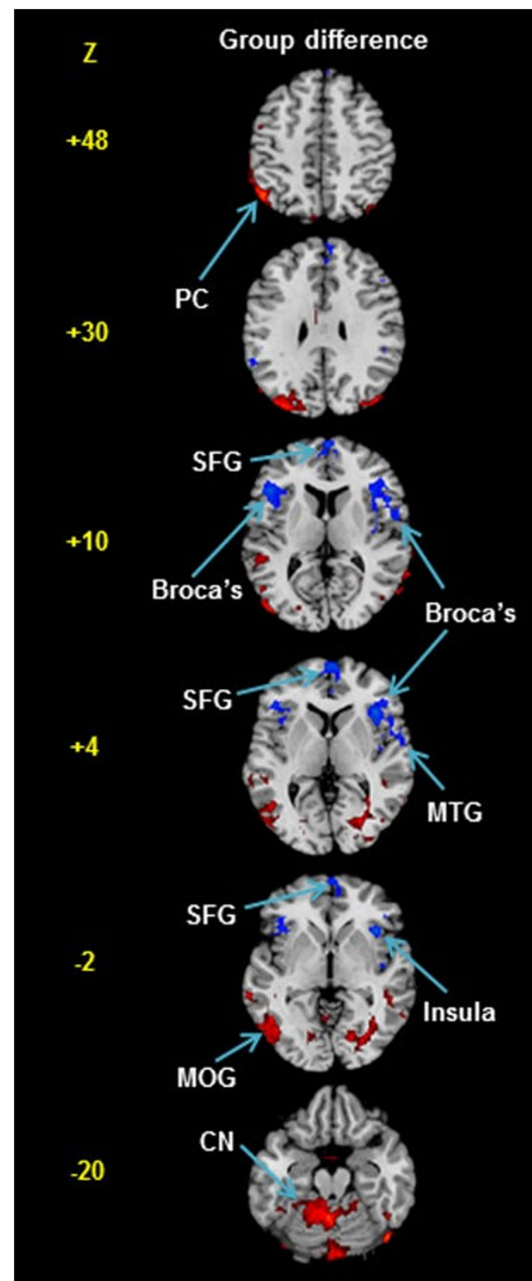 Z
Group difference
+48
PC
+30
SFG
+10
Broca's
Broca's
SFG
+4
MTG
SFG
-2
Insula
MOG
CN
-20